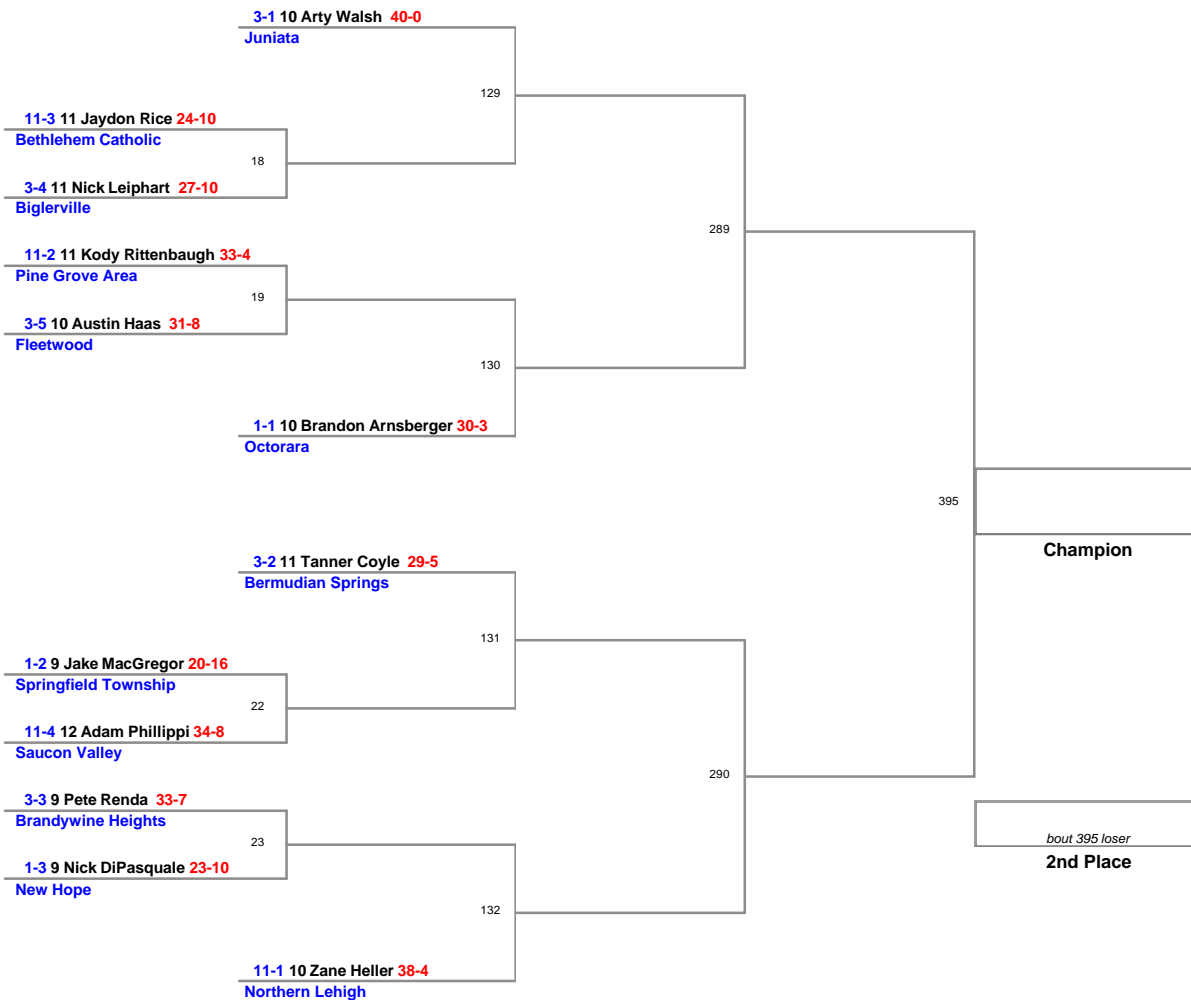 3-1 10 Arty Walsh 40-0
Juniata
129
11-3 11 Jaydon Rice 24-10
Bethlehem Catholic
18
3-4 11 Nick Leiphart 27-10
Biglerville
289
11-2 11 Kody Rittenbaugh 33-4
Pine Grove Area
19
3-5 10 Austin Haas 31-8
Fleetwood
130
1-1 10 Brandon Arnsberger 30-3
Octorara
395
Champion
3-2 11 Tanner Coyle 29-5
Bermudian Springs
131
1-2 9 Jake MacGregor 20-16
Springfield Township
22
11-4 12 Adam Phillippi 34-8
Saucon Valley
290
3-3 9 Pete Renda 33-7
Brandywine Heights
23
bout 395 loser
2nd Place
1-3 9 Nick DiPasquale 23-10
New Hope
132
11-1 10 Zane Heller 38-4
Northern Lehigh